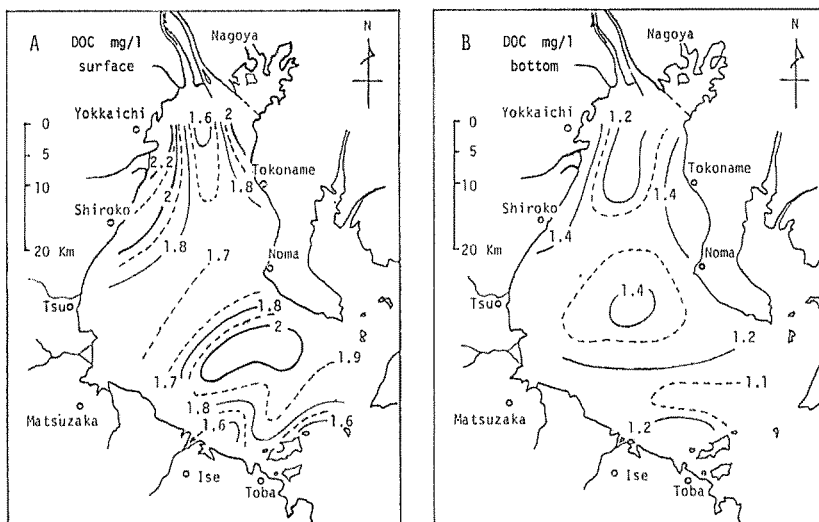 A DOC mg/l
surface
Nagoya
N
Yokkaichi
0
5
10
20 Km
1.6
2
2.2
2
1.8
1.8
Tokoname
Shiroko
1.7
Noma
Tsu
1.8
2
1.9
1.7
1.8
1.6
1.6
Matsuzaka
Ise
Toba
B DOC mg/l
bottom
Nagoya
N
Yokkaichi
0
5
10
20 Km
1.2
Tokoname
1.4
Shiroko
1.4
Noma
Tsu
1.4
1.2
1.1
Matsuzaka
1.2
Ise
Toba